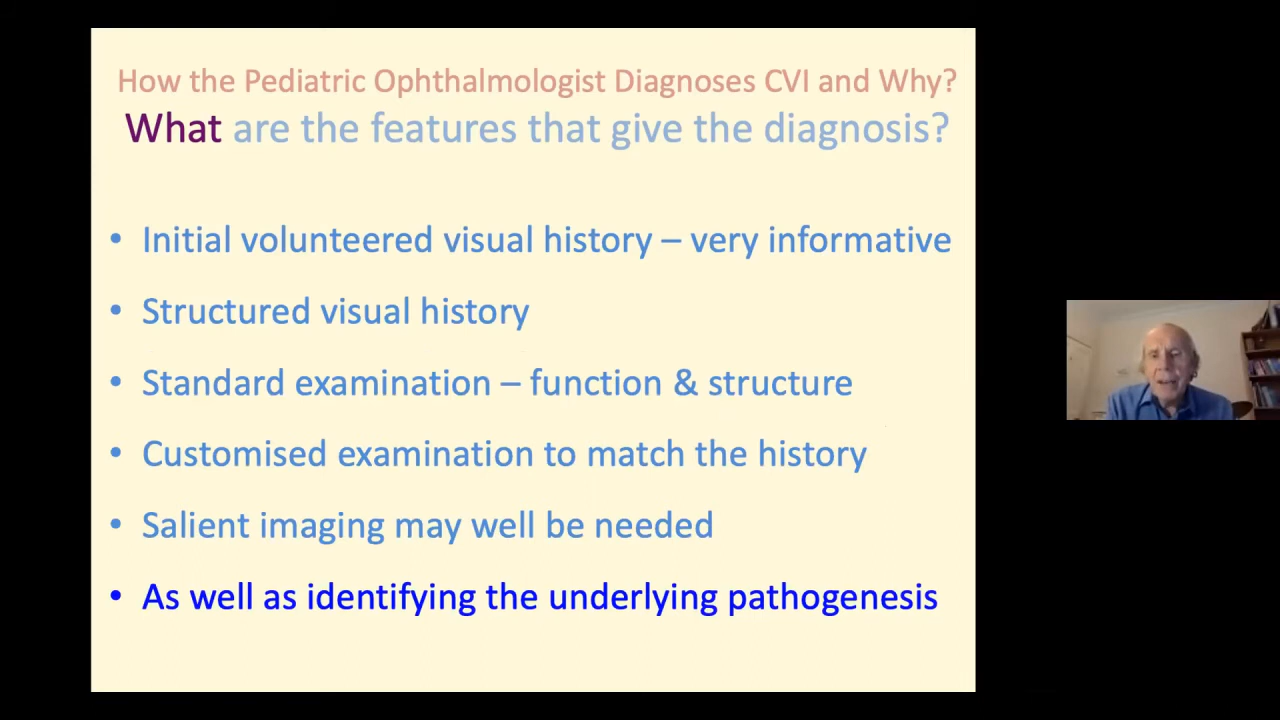 How the Pediatric Ophthalmologist Diagnoses CVI and Why?
What are the features that give the diagnosis?
• Initial volunteered visual history – very informative
• Structured visual history
• Standard examination – function & structure
• Customised examination to match the history
• Salient imaging may well be needed
• As well as identifying the underlying pathogenesis